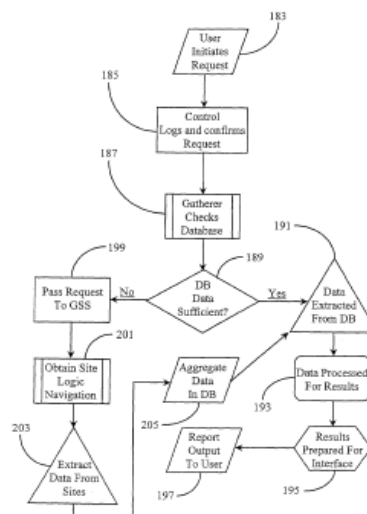 183
User
Initiates
Request
185
Control
Logs and confirms
Request
187
Gatherer
Checks
Database
189
DB
Data
Sufficient?
No
Yes
199
Pass Request
To GSS
201
Obtain Site
Logic
Navigation
203
Extract
Data From
Sites
Aggregate
Data
In DB
205
191
Data
Extracted
From DB
Data Processed
For Results
193
Results
Prepared For
Interface
195
Report
Output
To User
197